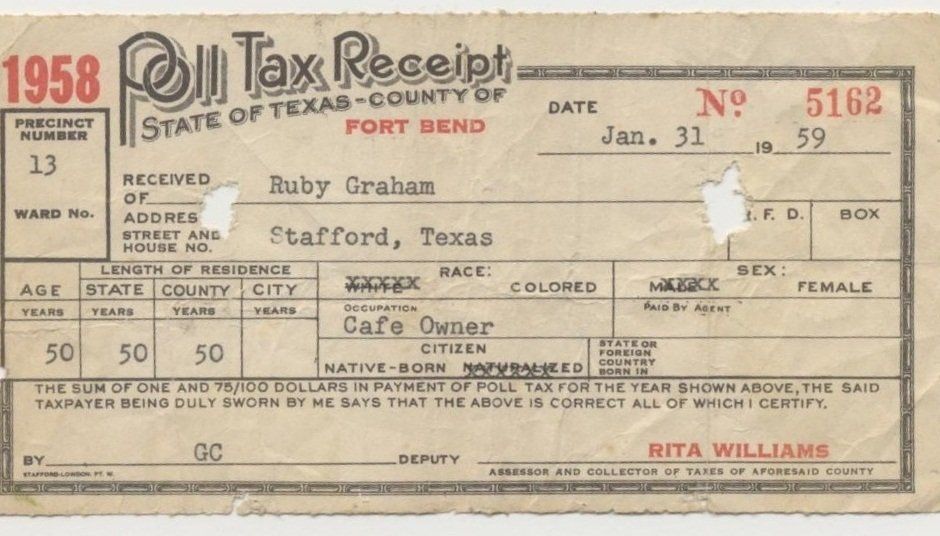 1958 Poll Tax Receipt
STATE OF TEXAS-COUNTY OF
FORT BEND
DATE No 5162
Jan. 31 19 59
PRECINCT
NUMBER
13
WARD No.
RECEIVED
OF Ruby Graham
ADDRES
STREET AND
HOUSE NO. Stafford, Texas
R. F. D. BOX
LENGTH OF RESIDENCE
AGE STATE COUNTY CITY
YEARS YEARS YEARS YEARS
50 50 50
RACE:
WHITE COLORED
SEX:
MALE FEMALE
OCCUPATION
Cafe Owner
PAID BY AGENT
CITIZEN
NATIVE-BORN NATURALIZED
STATE OR
FOREIGN
COUNTRY
BORN IN
THE SUM OF ONE AND 75/100 DOLLARS IN PAYMENT OF POLL TAX FOR THE YEAR SHOWN ABOVE, THE SAID
TAXPAYER BEING DULY SWORN BY ME SAYS THAT THE ABOVE IS CORRECT ALL OF WHICH I CERTIFY.
BY GC DEPUTY
RITA WILLIAMS
ASSESSOR AND COLLECTOR OF TAXES OF AFORESAID COUNTY
STAFFORD-LOWDON, FT. W.